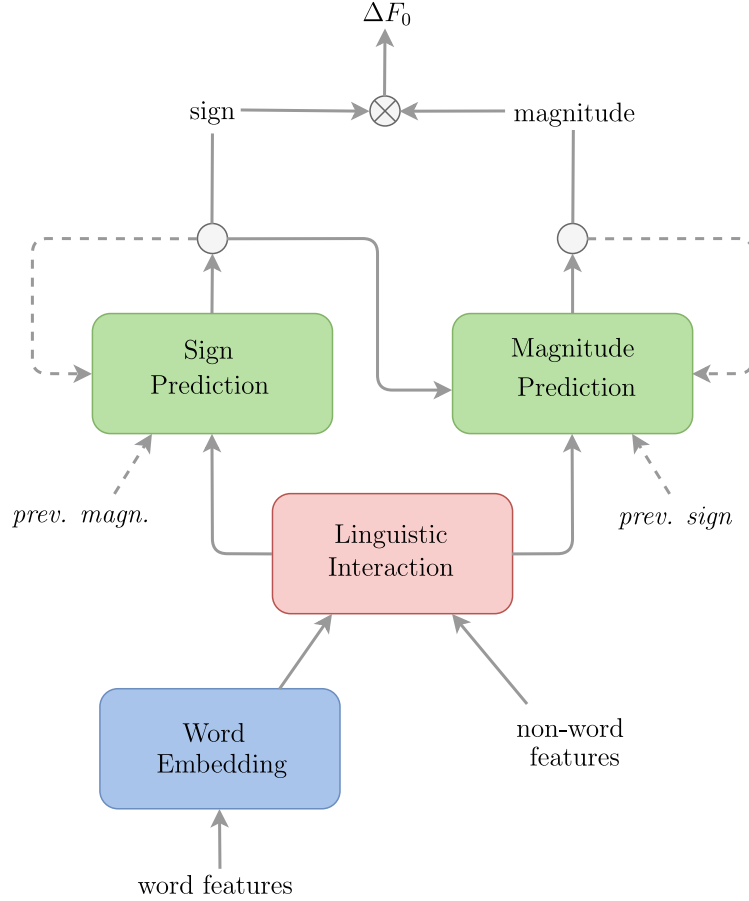 ΔF₀
sign
magnitude
Sign
Prediction
Magnitude
Prediction
prev. magn.
prev. sign
Linguistic
Interaction
Word
Embedding
non-word
features
word features